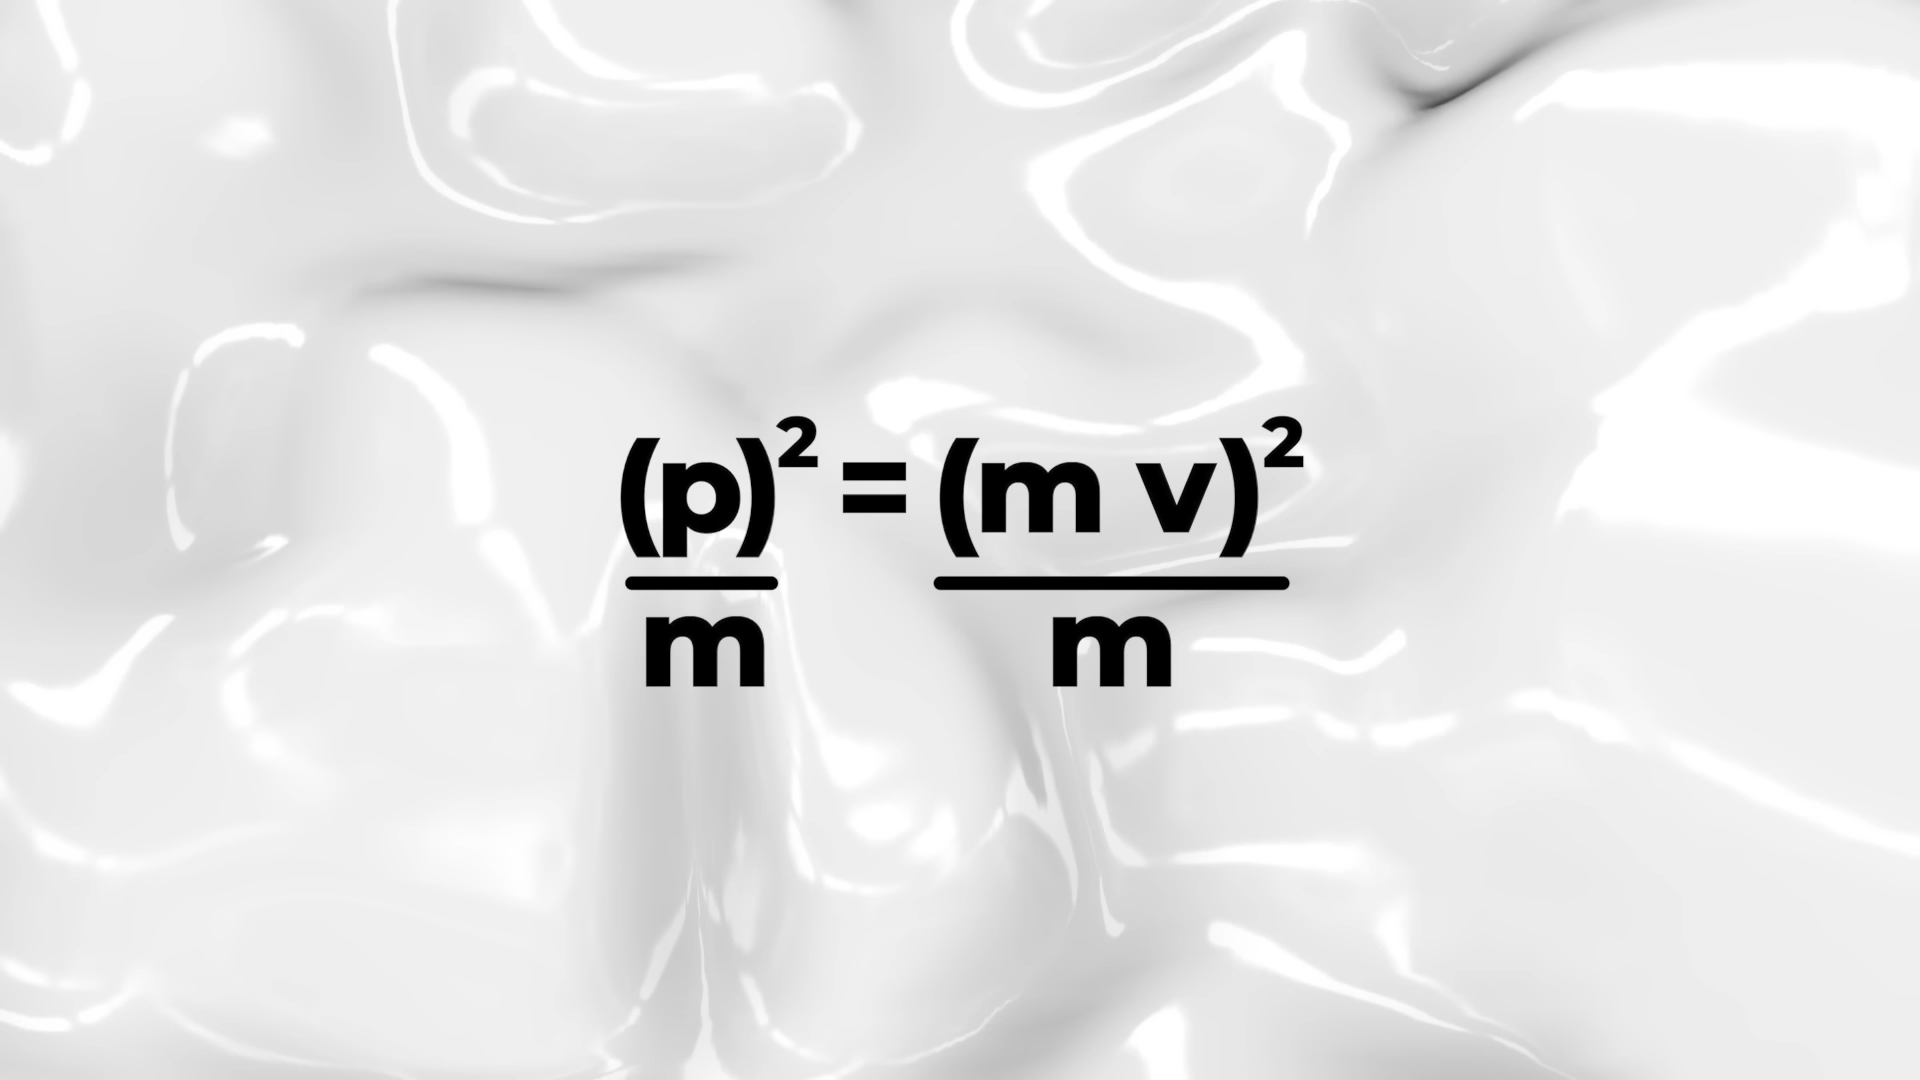 (p)² = (m v)²
m m